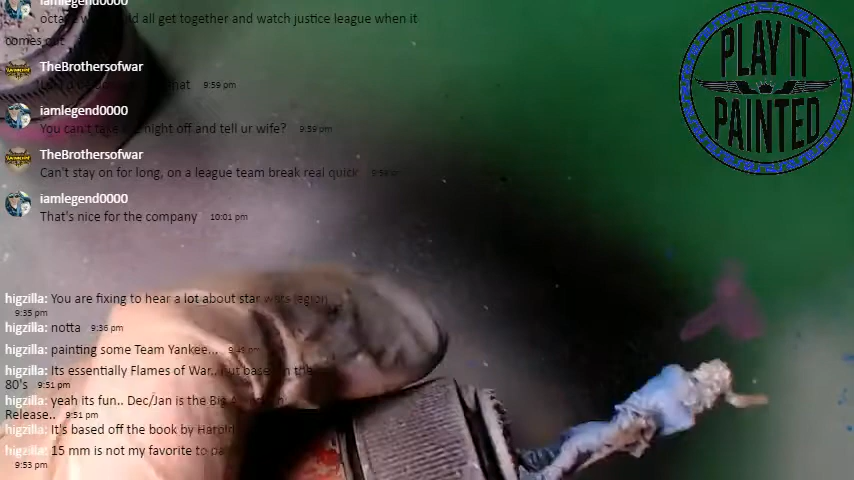 iamlegend0000
and all get together and watch justice league when it
comes out
TheBrothersofwar
that 9:59 pm
iamlegend0000
You can't take night off and tell ur wife? 9:59 pm
TheBrothersofwar
Can't stay on for long, on a league team break real quick 9:59
iamlegend0000
That's nice for the company 10:01 pm
higzilla: You are fixing to hear a lot about star wars legion
9:35 pm
higzilla: notta 9:36 pm
higzilla: painting some Team Yankee...
higzilla: Its essentially Flames of War.. but based in the
80's 9:51 pm
higzilla: yeah its fun.. Dec/Jan is the Big
Release.. 9:51 pm
higzilla: It's based off the book by Harold
higzilla: 15 mm is not my favorite to
9:53 pm
PLAY IT
PAINTED